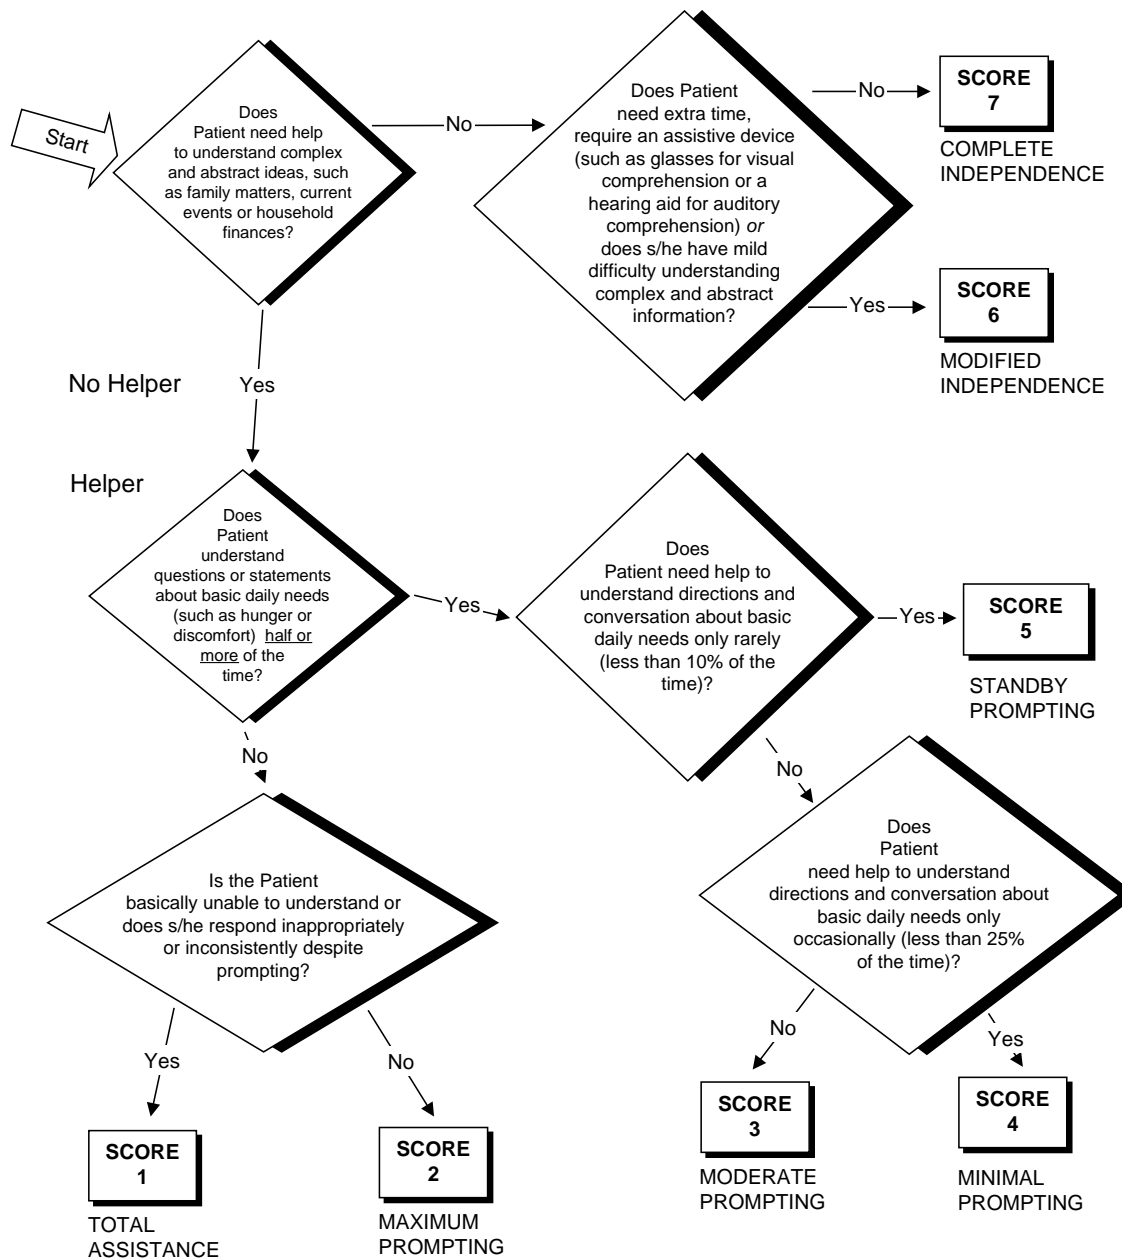 Start
Does
Patient need help
to understand complex
and abstract ideas, such
as family matters, current
events or household
finances?
No
Does Patient
need extra time,
require an assistive device
(such as glasses for visual
comprehension or a
hearing aid for auditory
comprehension) or
does s/he have mild
difficulty understanding
complex and abstract
information?
No
SCORE
7
COMPLETE
INDEPENDENCE
Yes
SCORE
6
MODIFIED
INDEPENDENCE
No Helper
Yes
Helper
Does
Patient
understand
questions or statements
about basic daily needs
(such as hunger or
discomfort) half or
more of the
time?
Yes
Does
Patient need help to
understand directions and
conversation about basic
daily needs only rarely
(less than 10% of the
time)?
Yes
SCORE
5
STANDBY
PROMPTING
No
No
Is the Patient
basically unable to understand or
does s/he respond inappropriately
or inconsistently despite
prompting?
Does
Patient
need help to understand
directions and conversation about
basic daily needs only
occasionally (less than 25%
of the time)?
Yes
No
No
Yes
SCORE
1
TOTAL
ASSISTANCE
SCORE
2
MAXIMUM
PROMPTING
SCORE
3
MODERATE
PROMPTING
SCORE
4
MINIMAL
PROMPTING